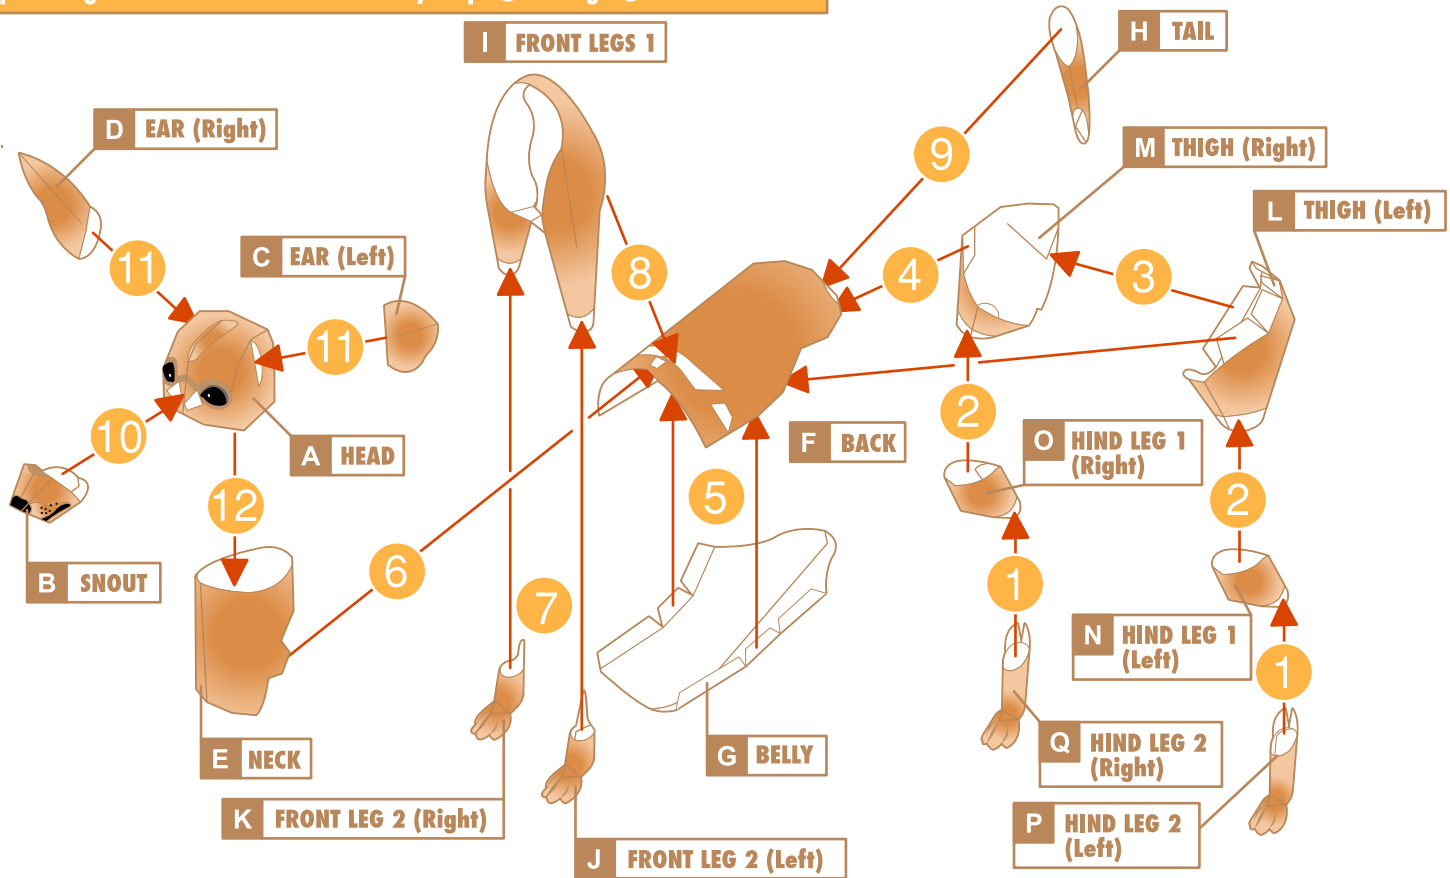 I FRONT LEGS 1
H TAIL
D EAR (Right)
M THIGH (Right)
L THIGH (Left)
C EAR (Left)
9
11
8
4
3
11
10
2
F BACK
O HIND LEG 1
(Right)
A HEAD
12
5
2
B SNOUT
6
7
1
N HIND LEG 1
(Left)
1
E NECK
G BELLY
Q HIND LEG 2
(Right)
K FRONT LEG 2 (Right)
P HIND LEG 2
(Left)
J FRONT LEG 2 (Left)